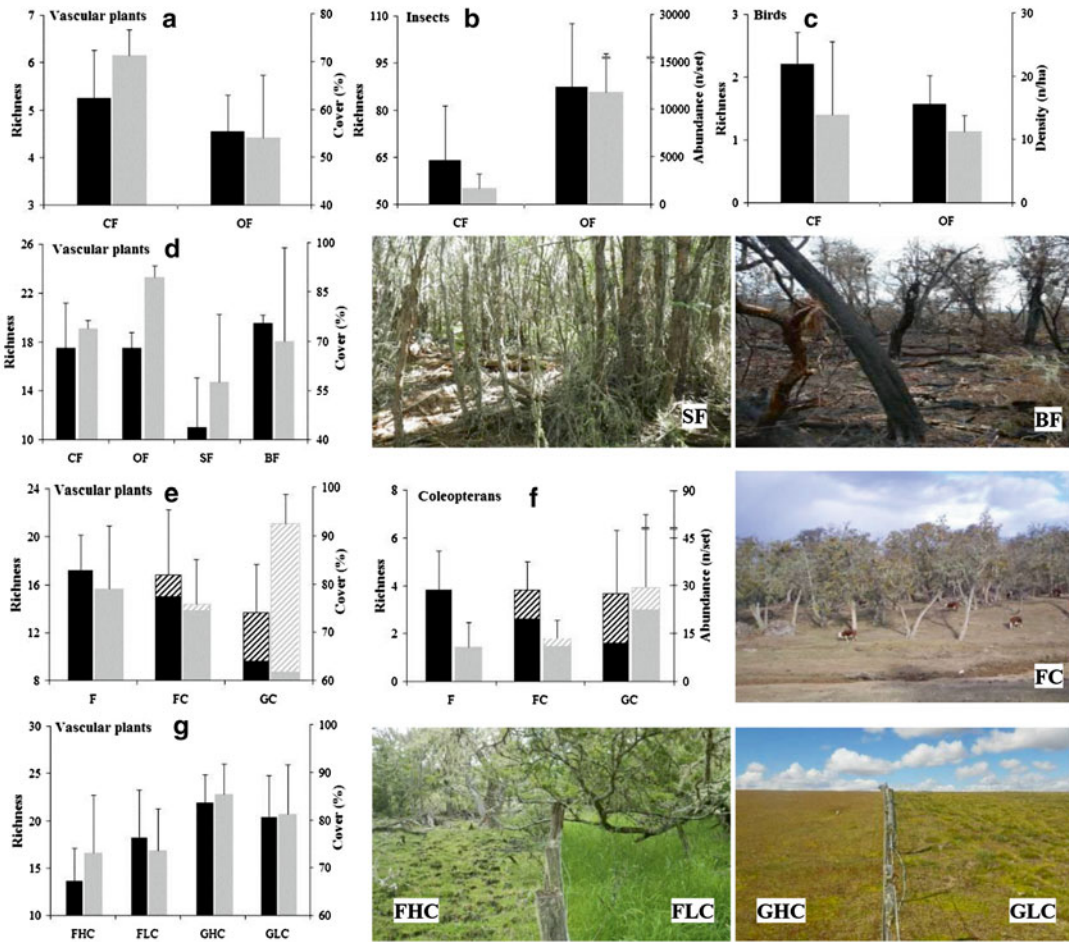 Vascular plants a
80
70
60
50
40
Cover (%)
7
6
5
4
3
Richness
CF OF
Insects b
110
95
80
65
50
Richness
30000
15000
10000
5000
0
Abundance (n/set)
CF OF
Birds c
3
2
1
0
Richness
30
20
10
0
Density (n/ha)
CF OF
Vascular plants d
26
22
18
14
10
Richness
100
85
70
55
40
Cover (%)
CF OF SF BF
SF
BF
Vascular plants e
24
20
16
12
8
Richness
100
90
80
70
60
Cover (%)
F FC GC
Coleopterans f
8
6
4
2
0
Richness
90
45
30
15
0
Abundance (n/set)
F FC GC
FC
Vascular plants g
30
25
20
15
10
Richness
100
90
80
70
60
Cover (%)
FHC FLC GHC GLC
FHC FLC
GHC GLC